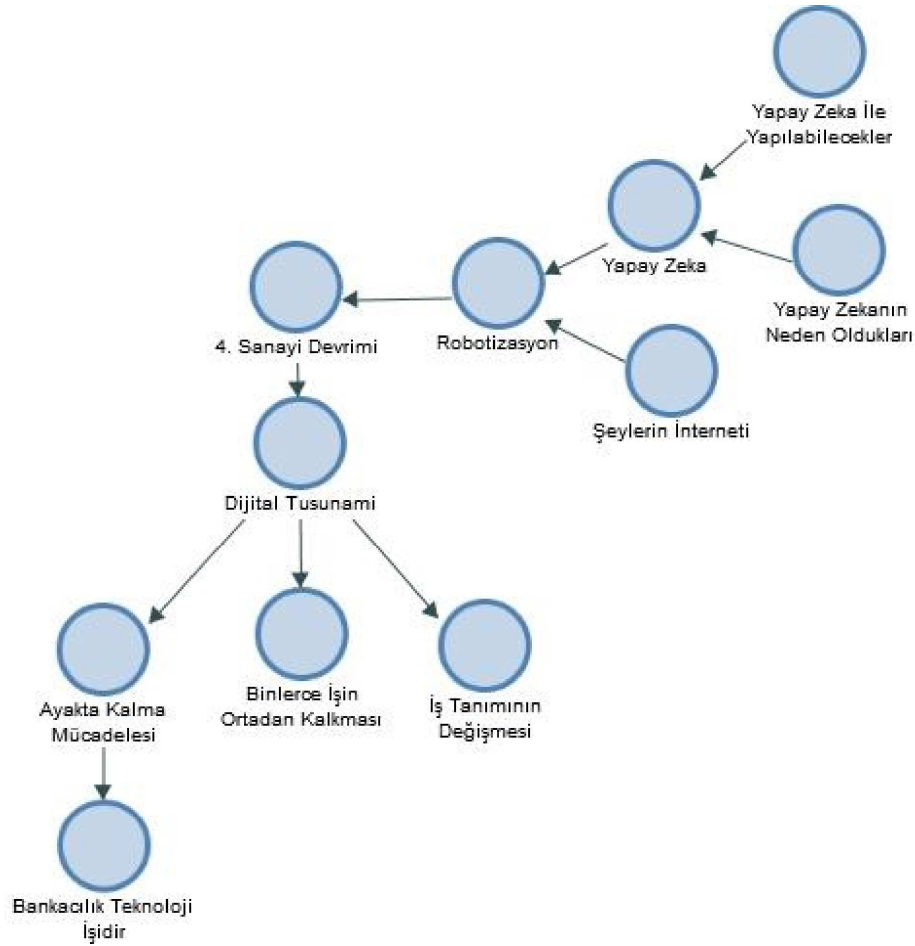 Yapay Zeka İle
Yapılabilecekler
Yapay Zeka
Yapay Zekanın
Neden Oldukları
4. Sanayi Devrimi
Robotizasyon
Şeylerin İnterneti
Dijital Tusunami
Ayakta Kalma
Mücadelesi
Binlerce İşin
Ortadan Kalkması
İş Tanımının
Değişmesi
Bankacılık Teknoloji
İşidir